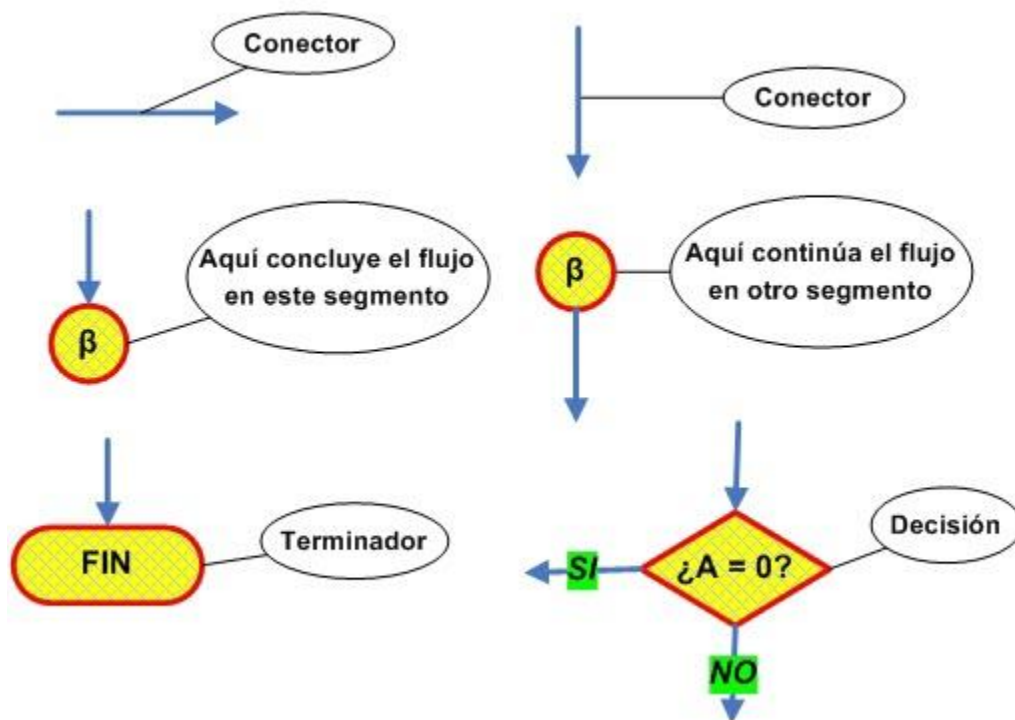 Conector
Conector
Aquí concluye el flujo
en este segmento
β
Aquí continúa el flujo
en otro segmento
β
FIN
Terminador
Decisión
¿A = 0?
SI
NO